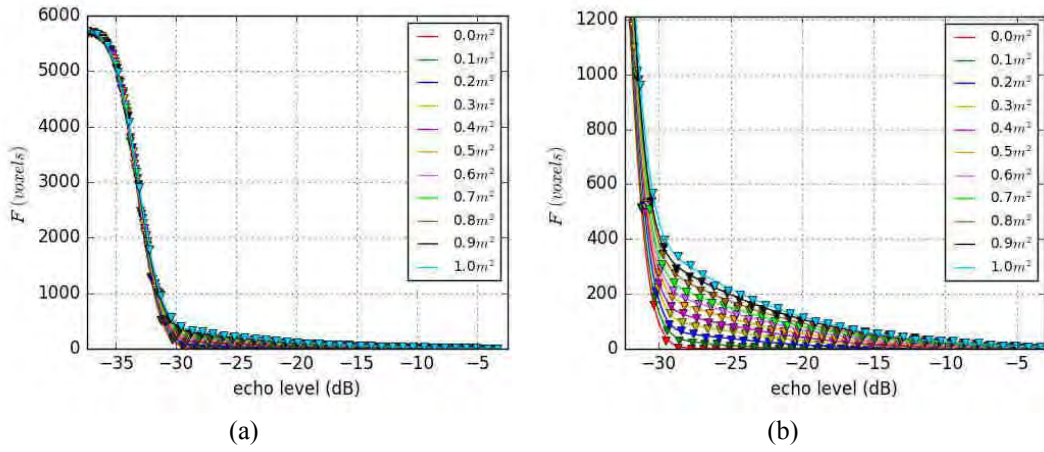 6000
5000
4000
3000
2000
1000
0
F (voxels)
−35 −30 −25 −20 −15 −10 −5
echo level (dB)
0.0m²
0.1m²
0.2m²
0.3m²
0.4m²
0.5m²
0.6m²
0.7m²
0.8m²
0.9m²
1.0m²
(a)
1200
1000
800
600
400
200
0
F (voxels)
−30 −25 −20 −15 −10 −5
echo level (dB)
0.0m²
0.1m²
0.2m²
0.3m²
0.4m²
0.5m²
0.6m²
0.7m²
0.8m²
0.9m²
1.0m²
(b)